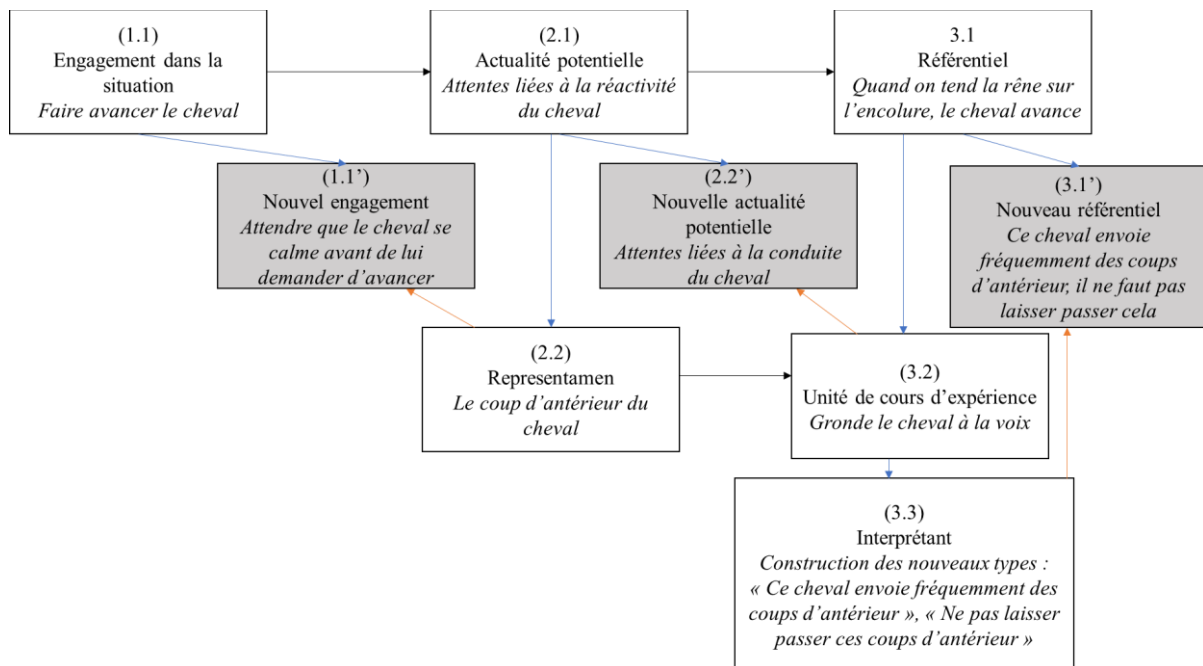 (1.1)
Engagement dans la
situation
Faire avancer le cheval
(2.1)
Actualité potentielle
Attentes liées à la réactivité
du cheval
3.1
Référentiel
Quand on tend la rêne sur
l’encolure, le cheval avance
(1.1’)
Nouvel engagement
Attendre que le cheval se
calme avant de lui
demander d’avancer
(2.2’)
Nouvelle actualité
potentielle
Attentes liées à la conduite
du cheval
(3.1’)
Nouveau référentiel
Ce cheval envoie
fréquemment des coups
d’antérieur, il ne faut pas
laisser passer cela
(2.2)
Representamen
Le coup d’antérieur du
cheval
(3.2)
Unité de cours d’expérience
Gronde le cheval à la voix
(3.3)
Interprétant
Construction des nouveaux types :
« Ce cheval envoie fréquemment des
coups d’antérieur », « Ne pas laisser
passer ces coups d’antérieur »